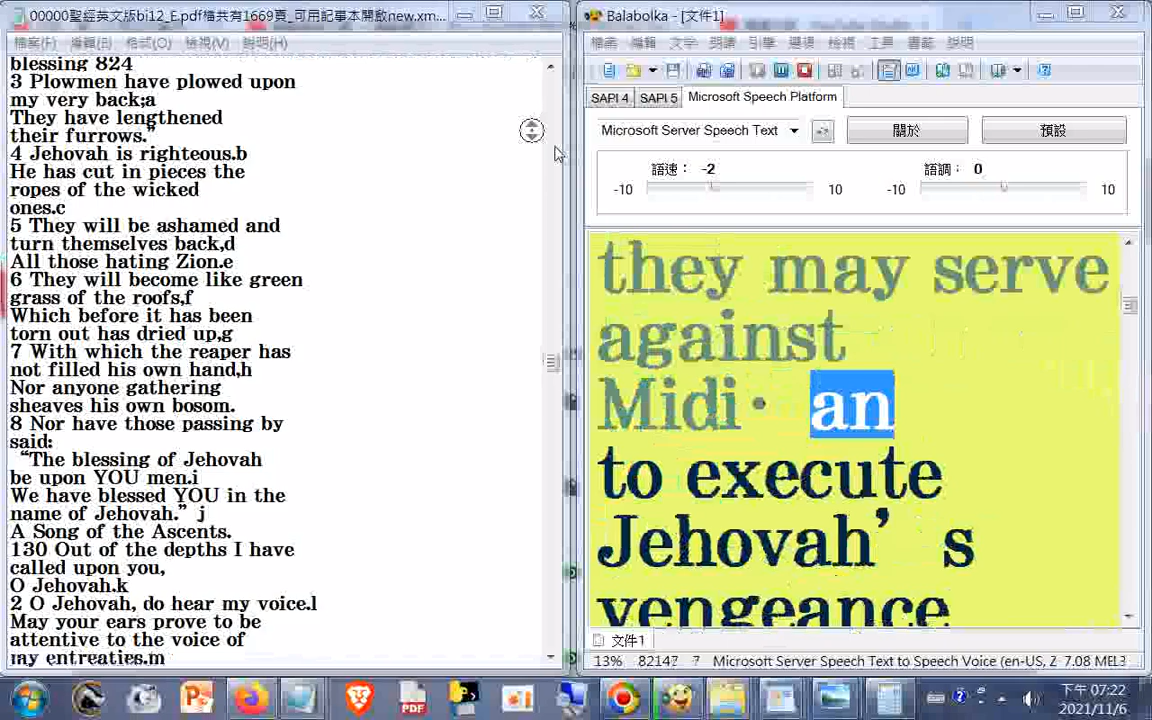 00000聖經英文版bi12_E.pdf檔共有1669頁_可用記事本開啟new.xm...
檔案(F) 編輯(E) 格式(O) 檢視(V) 說明(H)
blessing 824
3 Plowmen have plowed upon
my very back;a
They have lengthened
their furrows.”
4 Jehovah is righteous.b
He has cut in pieces the
ropes of the wicked
ones.c
5 They will be ashamed and
turn themselves back,d
All those hating Zion.e
6 They will become like green
grass of the roofs,f
Which before it has been
torn out has dried up,g
7 With which the reaper has
not filled his own hand,h
Nor anyone gathering
sheaves his own bosom.
8 Nor have those passing by
said:
“The blessing of Jehovah
be upon YOU men.i
We have blessed YOU in the
name of Jehovah.” j
A Song of the Ascents.
130 Out of the depths I have
called upon you,
O Jehovah.k
2 O Jehovah, do hear my voice.l
May your ears prove to be
attentive to the voice of
my entreaties.m
Balabolka - [文件1]
檔案 編輯 文字 朗讀 引擎 選項 檢視 工具 書籤 說明
SAPI 4 SAPI 5 Microsoft Speech Platform
Microsoft Server Speech Text 關於 預設
語速： -2 語調： 0
-10 10 -10 10
they may serve
against
Midi· an
to execute
Jehovah’ s
vengeance
文件1
13% 82147 ? Microsoft Server Speech Text to Speech Voice (en-US, Z 7.08 МБ
PDF
下午 07:22
2021/11/6